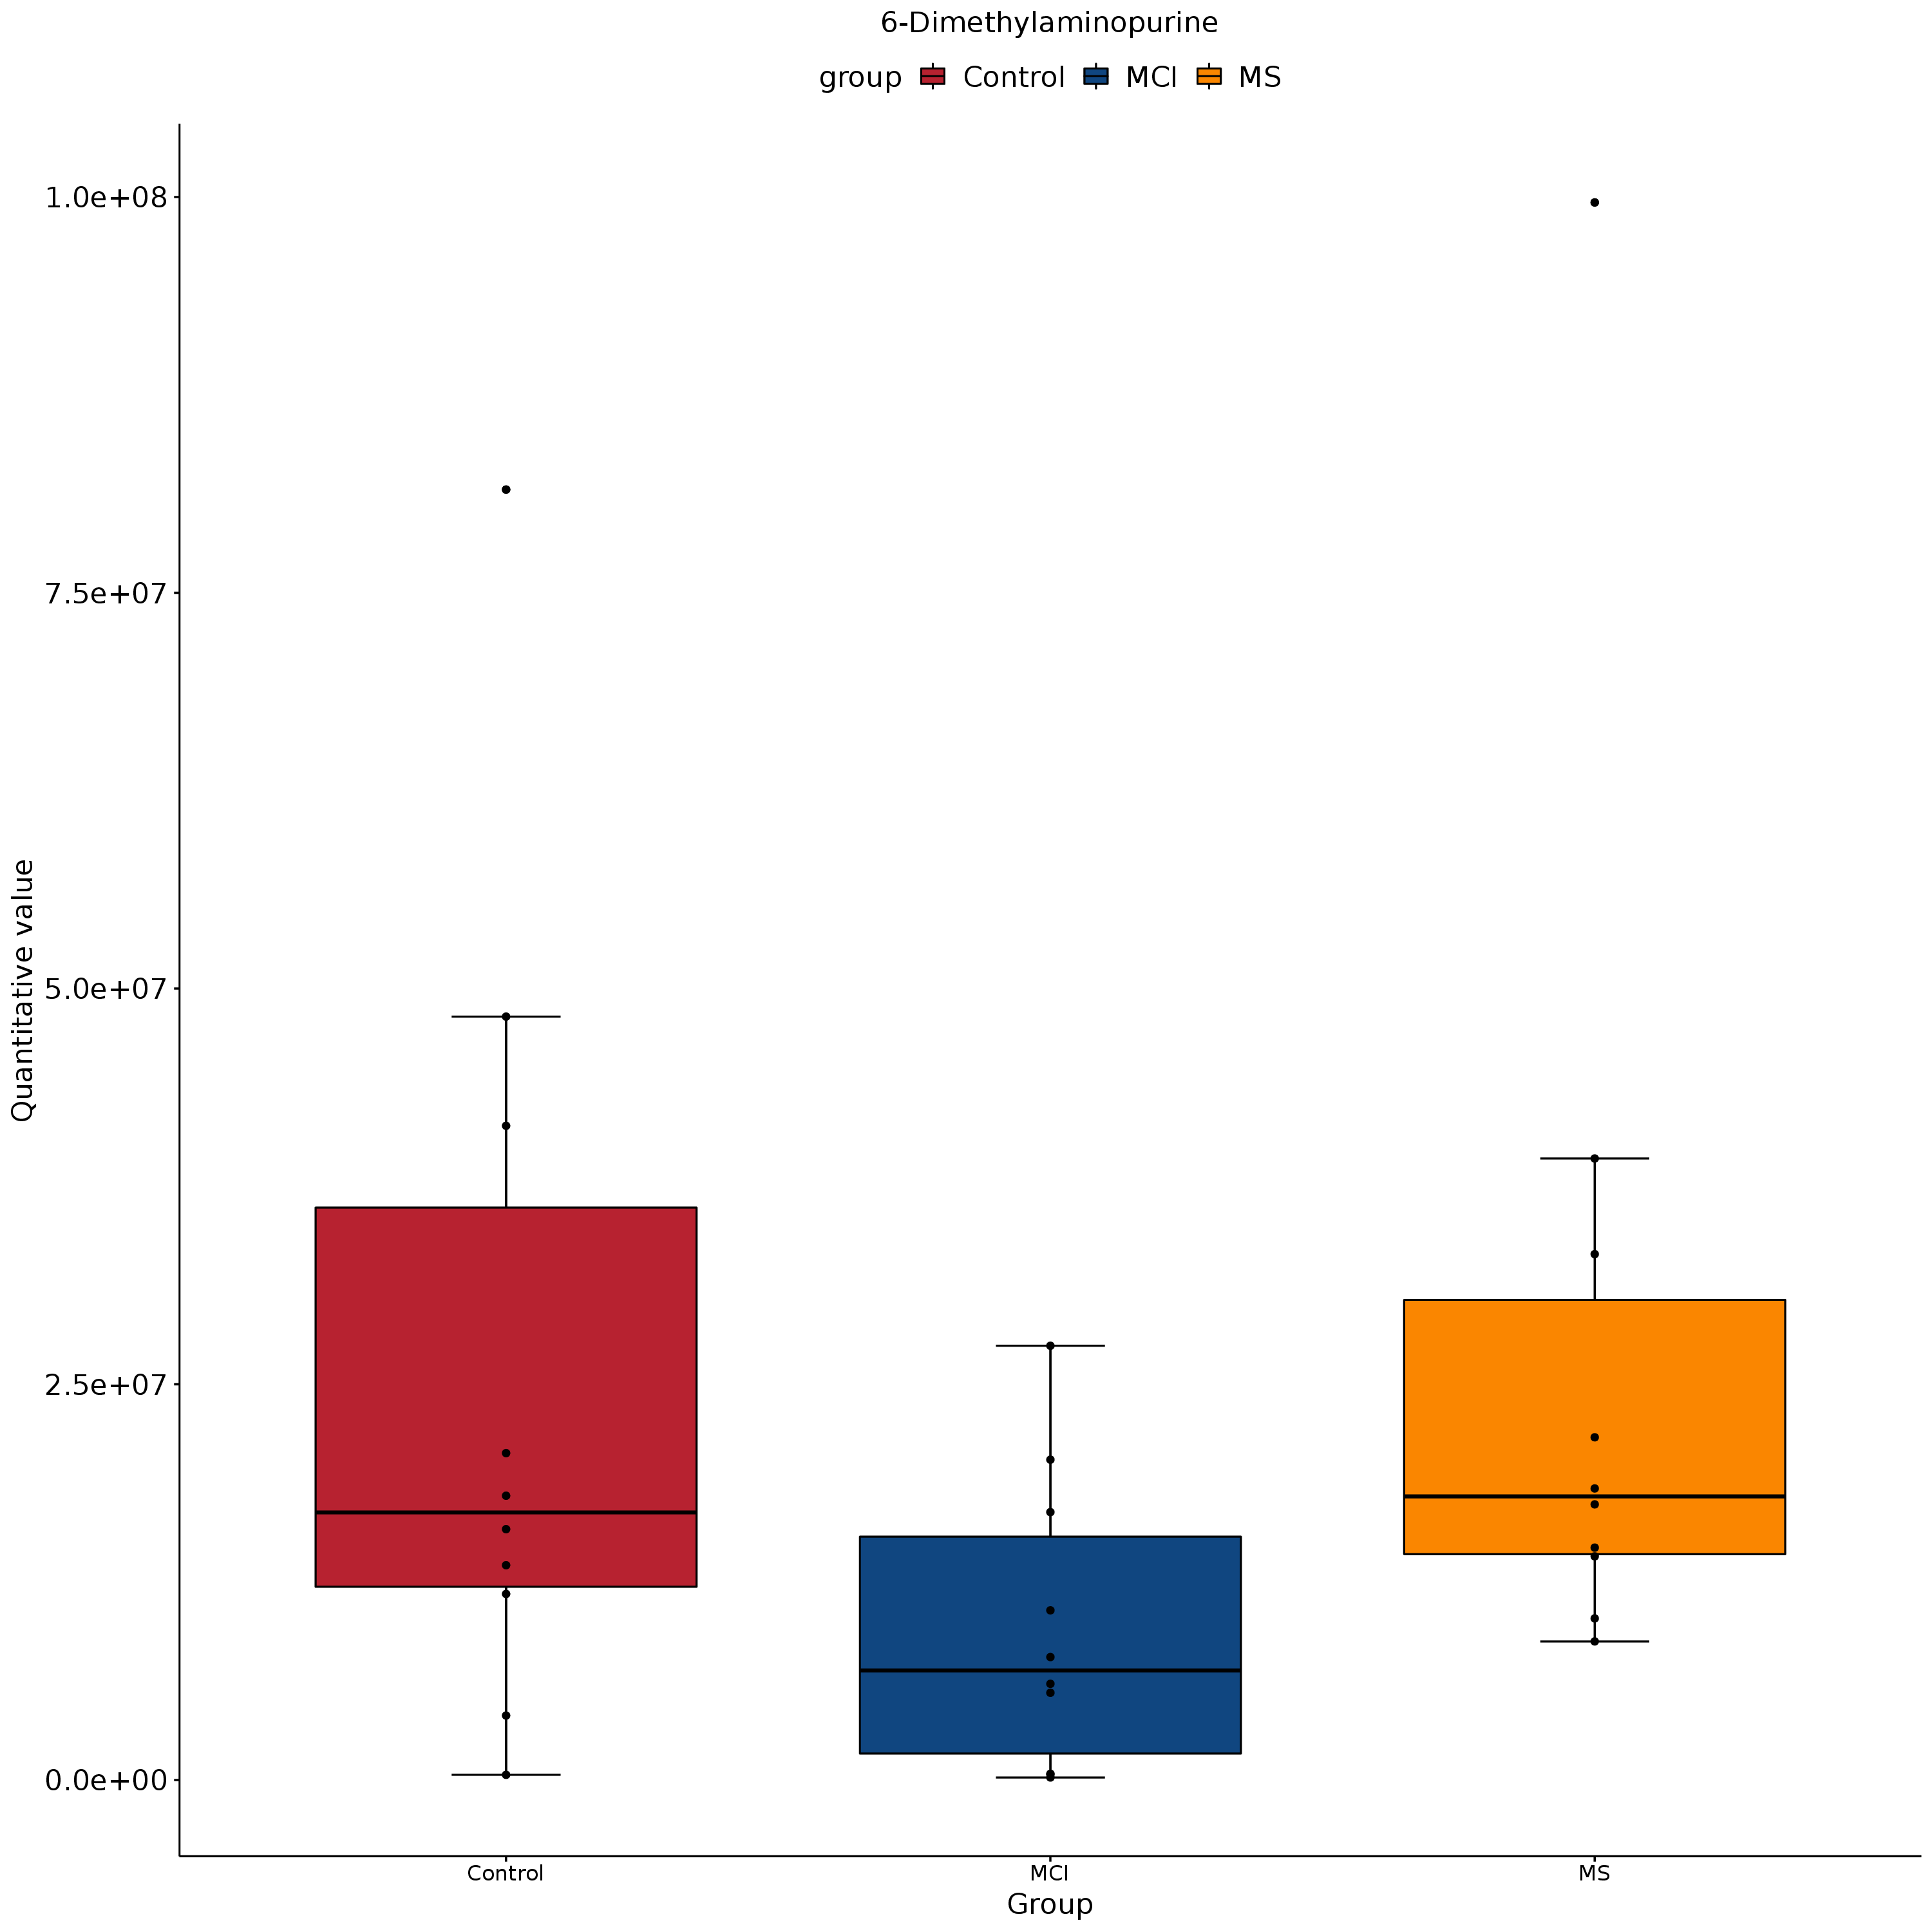 6-Dimethylaminopurine
group Control MCI MS
1.0e+08
7.5e+07
5.0e+07
2.5e+07
0.0e+00
Quantitative value
Control MCI MS
Group